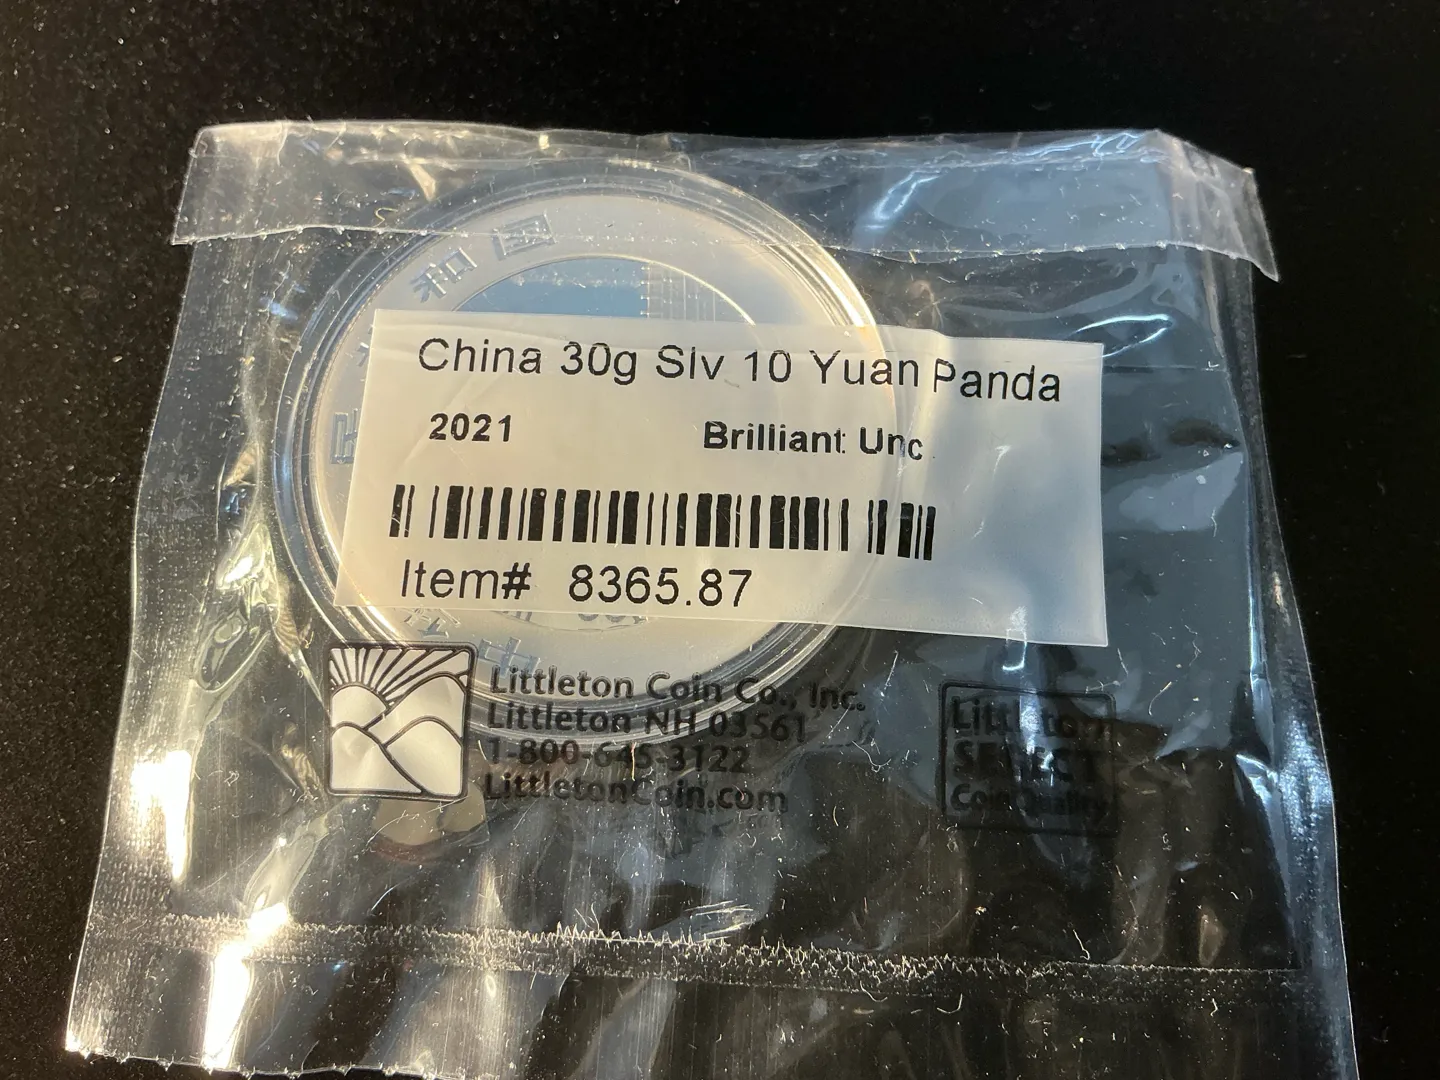 和国
China 30g Slv 10 Yuan Panda
2021 Brilliant Unc
Item# 8365.87
Littleton Coin Co., Inc.
Littleton NH 03561
1-800-645-3122
LittletonCoin.com
Littleton
SELECT
Coin Quality